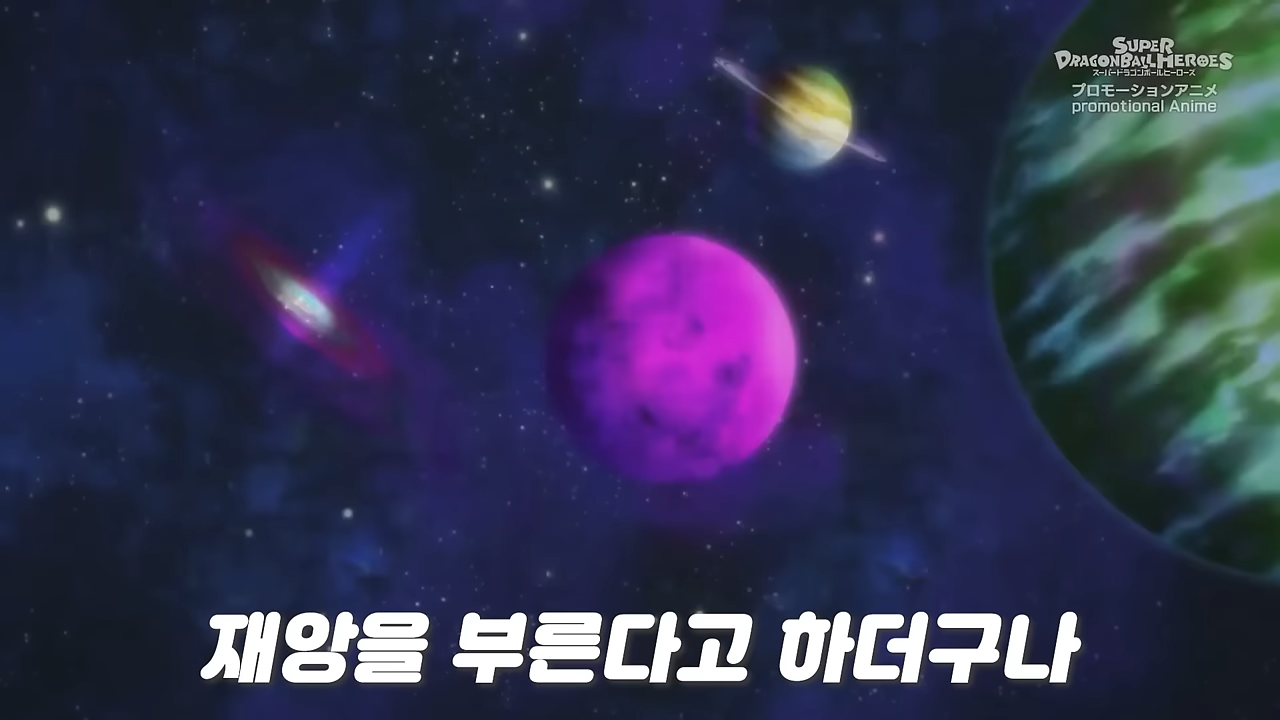 SUPER
DRAGONBALL HEROES
スーパードラゴンボールヒーローズ
プロモーションアニメ
promotional Anime
재앙을 부른다고 하더구나